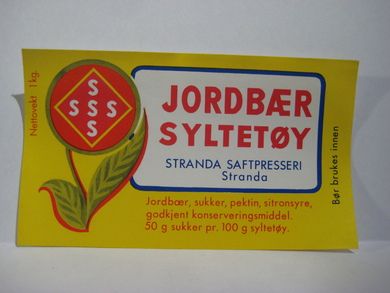 Nettovekt 1 kg.
S
S S S
S
JORDBÆR
SYLTETØY
STRANDA SAFTPRESSERI
Stranda
Jordbær, sukker, pektin, sitronsyre,
godkjent konserveringsmiddel.
50 g sukker pr. 100 g syltetøy.
Bør brukes innen